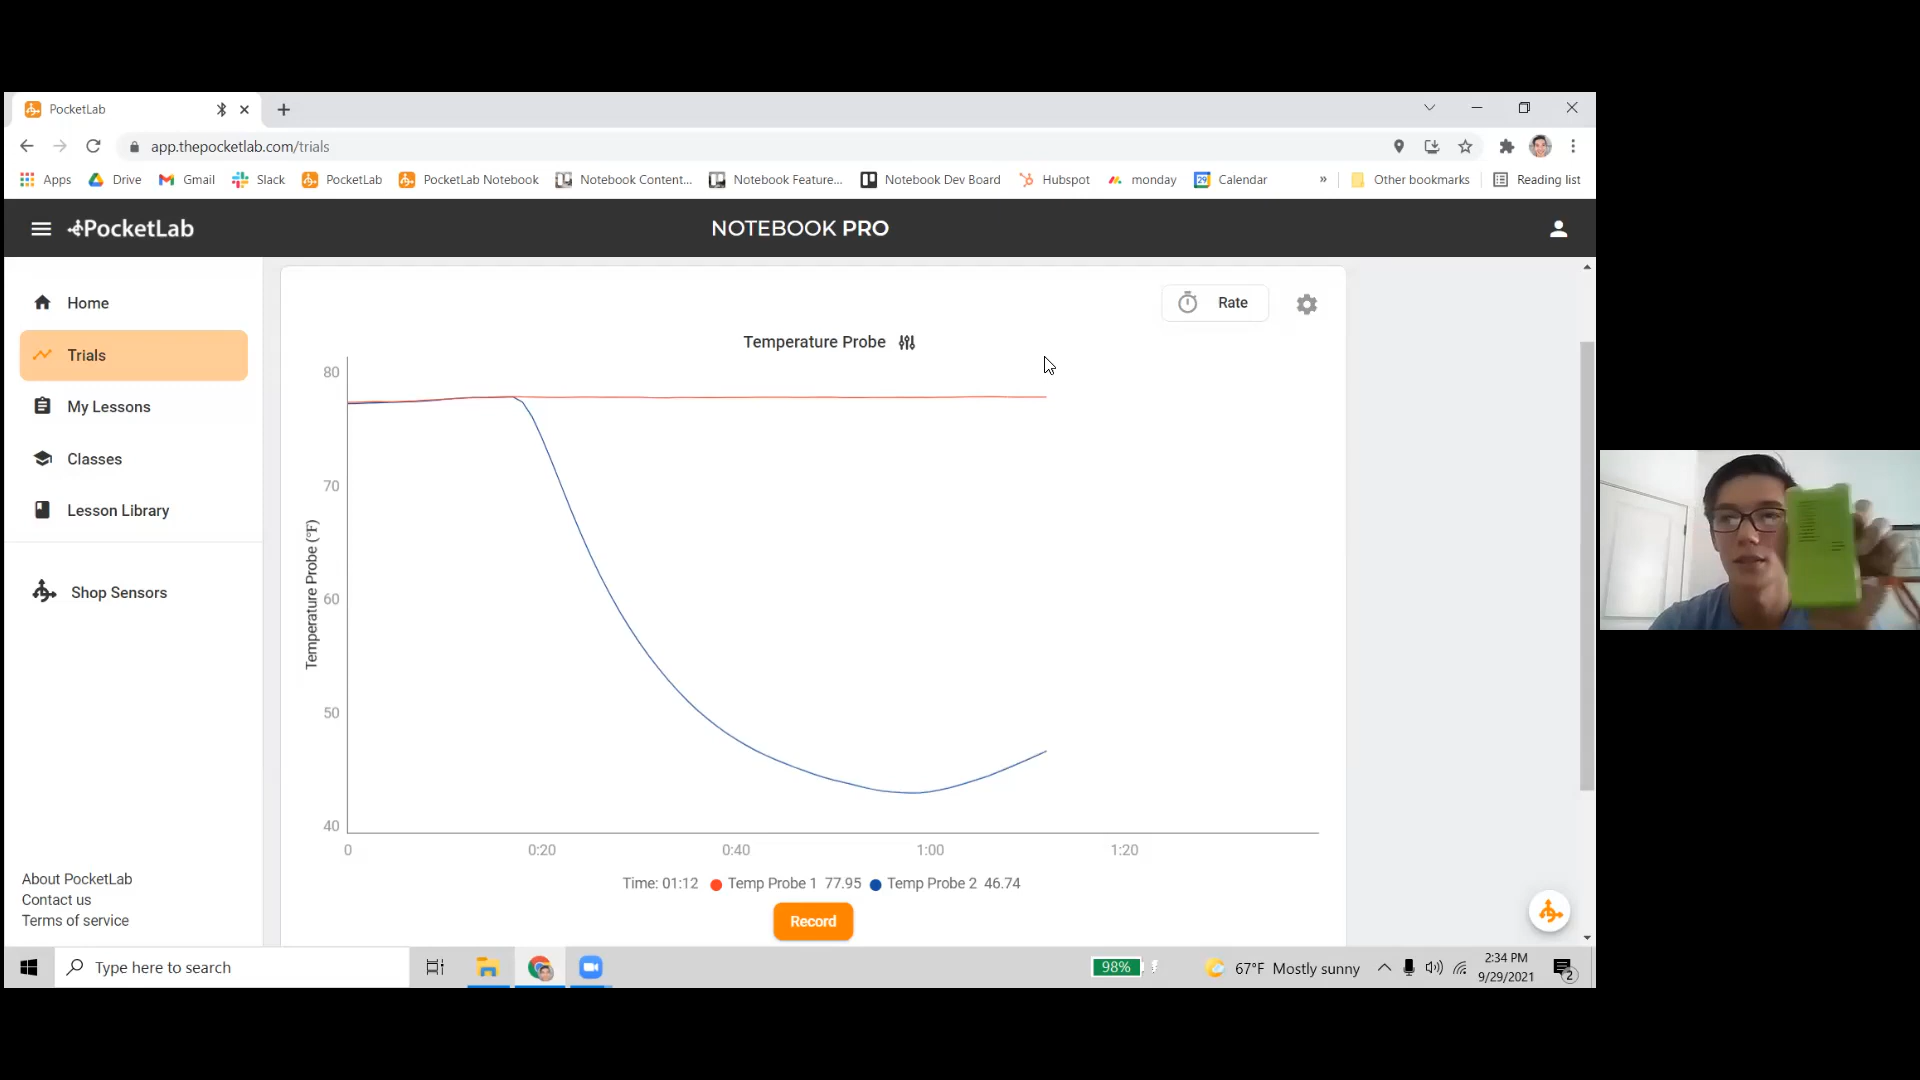 PocketLab
app.thepocketlab.com/trials
Apps Drive Gmail Slack PocketLab PocketLab Notebook Notebook Content... Notebook Feature... Notebook Dev Board Hubspot monday 29 Calendar » Other bookmarks Reading list
PocketLab NOTEBOOK PRO
Home
Trials
My Lessons
Classes
Lesson Library
Shop Sensors
About PocketLab
Contact us
Terms of service
Rate
Temperature Probe
80
70
60
50
40
Temperature Probe (°F)
0 0:20 0:40 1:00 1:20
Time: 01:12 Temp Probe 1 77.95 Temp Probe 2 46.74
Record
Type here to search
98% 67°F Mostly sunny
2:34 PM
9/29/2021
2